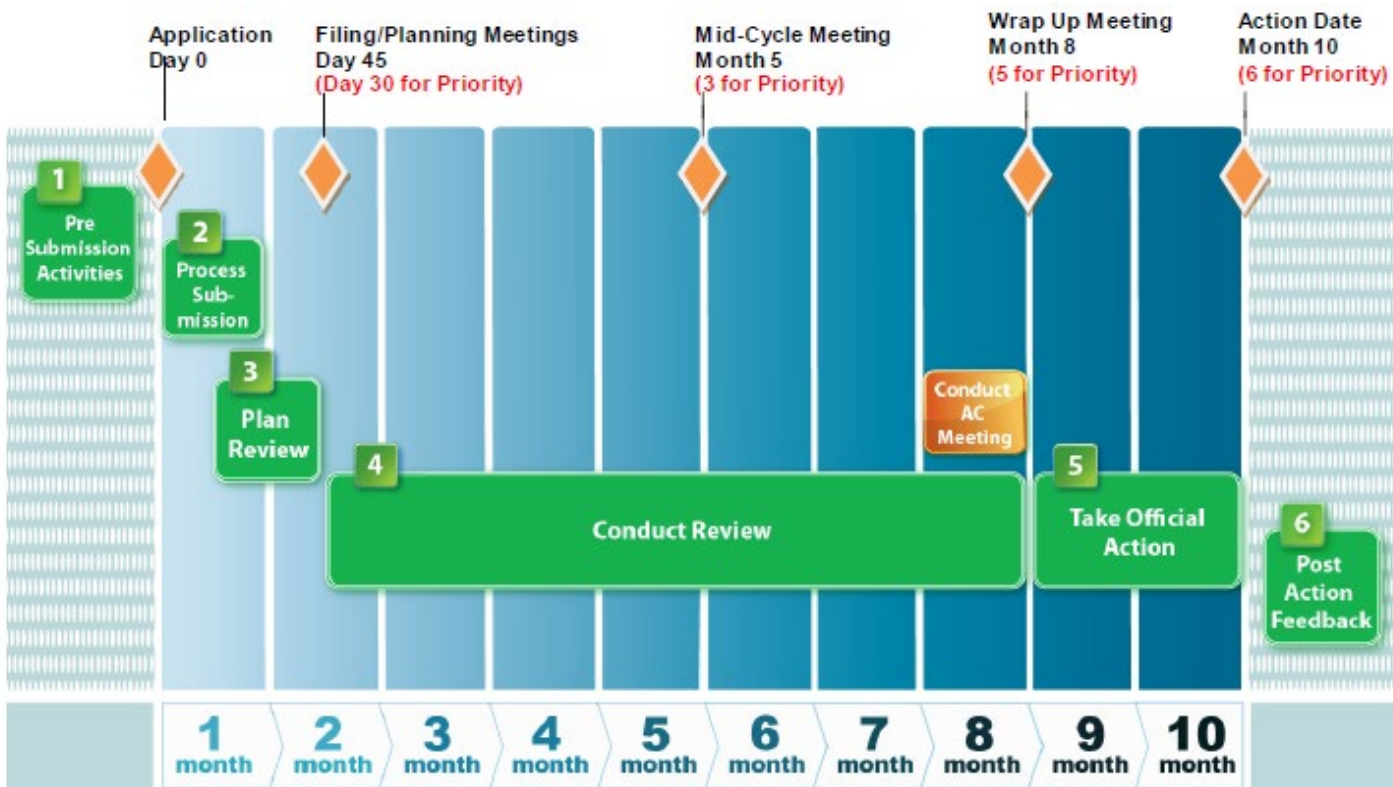 Application
Day 0
Filing/Planning Meetings
Day 45
(Day 30 for Priority)
Mid-Cycle Meeting
Month 5
(3 for Priority)
Wrap Up Meeting
Month 8
(5 for Priority)
Action Date
Month 10
(6 for Priority)
1
Pre
Submission
Activities
2
Process
Sub-
mission
3
Plan
Review
4
Conduct Review
Conduct
AC
Meeting
5
Take Official
Action
6
Post
Action
Feedback
1
month
2
month
3
month
4
month
5
month
6
month
7
month
8
month
9
month
10
month